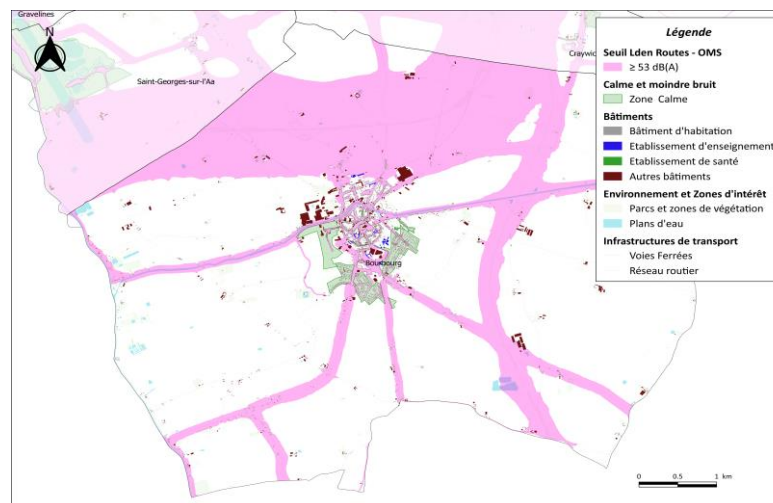 Gravelines
N
Saint-Georges-sur-l'Aa
Bourbourg
Légende
Seuil Lden Routes - OMS
≥ 53 dB(A)
Calme et moindre bruit
Zone Calme
Bâtiments
Bâtiment d'habitation
Etablissement d'enseignement
Etablissement de santé
Autres bâtiments
Environnement et Zones d'intérêt
Parcs et zones de végétation
Plans d'eau
Infrastructures de transport
Voies Ferrées
Réseau routier
0 0.5 1 km